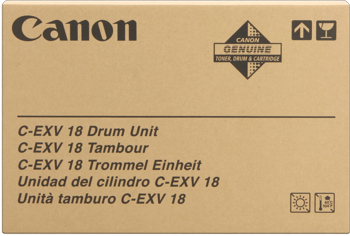 Canon
CANON
GENUINE
TONER, DRUM & CARTRIDGE
C-EXV 18 Drum Unit
C-EXV 18 Tambour
C-EXV 18 Trommel Einheit
Unidad del cilindro C-EXV 18
Unità tamburo C-EXV 18